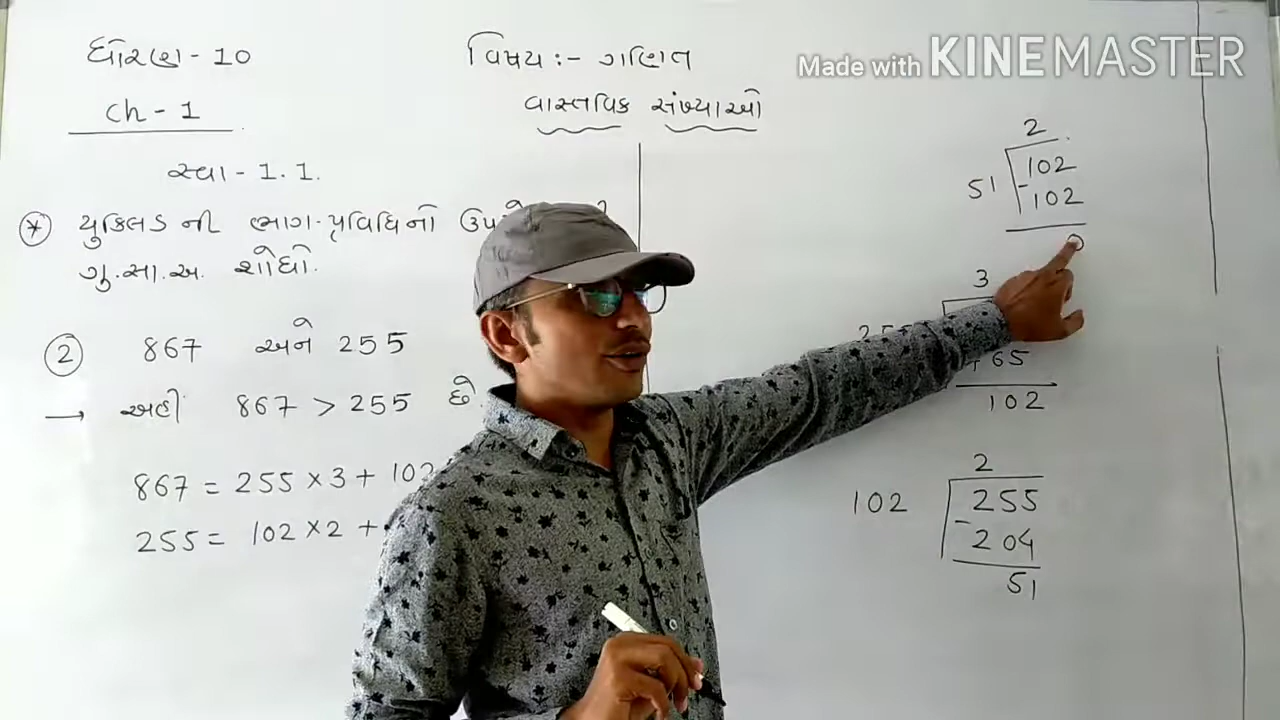 ધોરણ - 10
વિષય :- ગણિત
Made with KINEMASTER
Ch - 1
વાસ્તવિક સંખ્યાઓ
સ્વા - 1.1.
* યુક્લિડ ની ભાગ-પ્રવિધિનો
ગુ.સા.અ. શોધો.
2 867 અને 255
→ અહીં 867 > 255 છે.
867 = 255 × 3 + 102
255 = 102 × 2 +
2
51 102
- 102
0
3
65
102
2
102 255
- 204
51